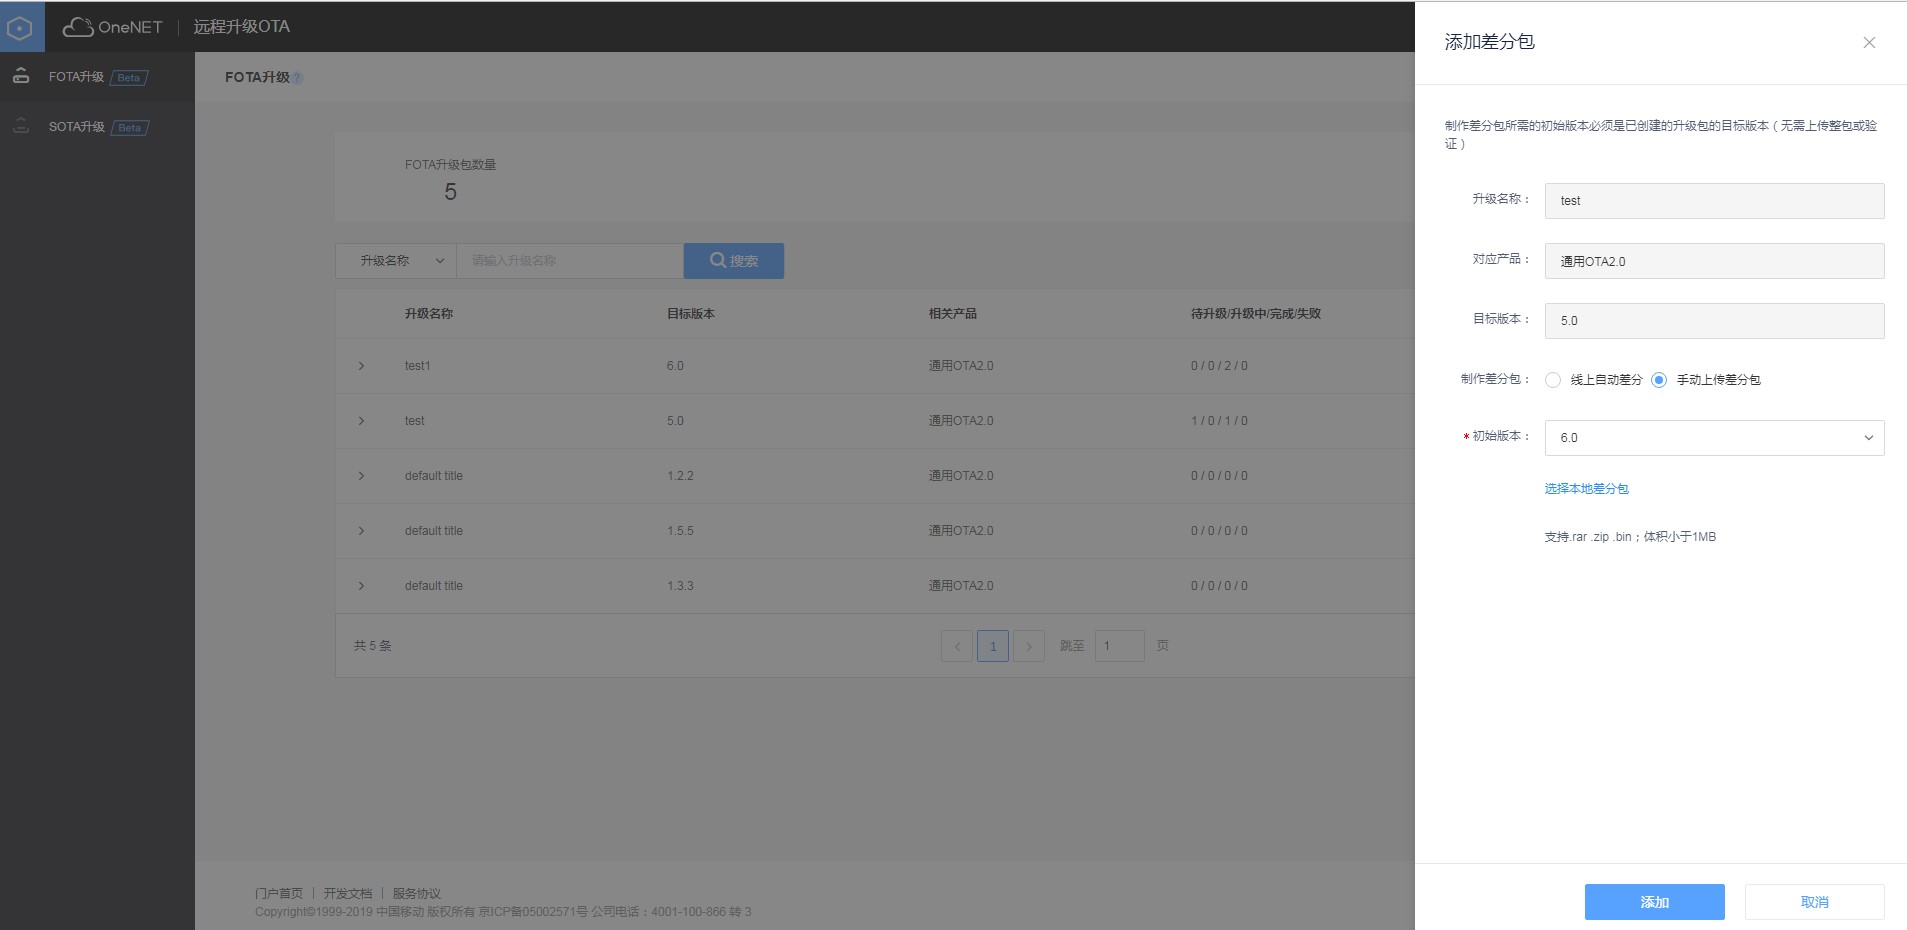 OneNET | 远程升级OTA
FOTA升级 Beta
SOTA升级 Beta
FOTA升级 ?
FOTA升级包数量
5
升级名称 请输入升级名称 搜索
升级名称 目标版本 相关产品 待升级/升级中/完成/失败
test1 6.0 通用OTA2.0 0 / 0 / 2 / 0
test 5.0 通用OTA2.0 1 / 0 / 1 / 0
default title 1.2.2 通用OTA2.0 0 / 0 / 0 / 0
default title 1.5.5 通用OTA2.0 0 / 0 / 0 / 0
default title 1.3.3 通用OTA2.0 0 / 0 / 0 / 0
共 5 条 < 1 > 跳至 1 页
门户首页 | 开发文档 | 服务协议
Copyright©1999-2019 中国移动 版权所有 京ICP备05002571号 公司电话：4001-100-866 转 3
添加差分包
制作差分包所需的初始版本必须是已创建的升级包的目标版本（无需上传整包或验
证）
升级名称： test
对应产品： 通用OTA2.0
目标版本： 5.0
制作差分包： 线上自动差分 手动上传差分包
*初始版本： 6.0
选择本地差分包
支持.rar .zip .bin；体积小于1MB
添加 取消